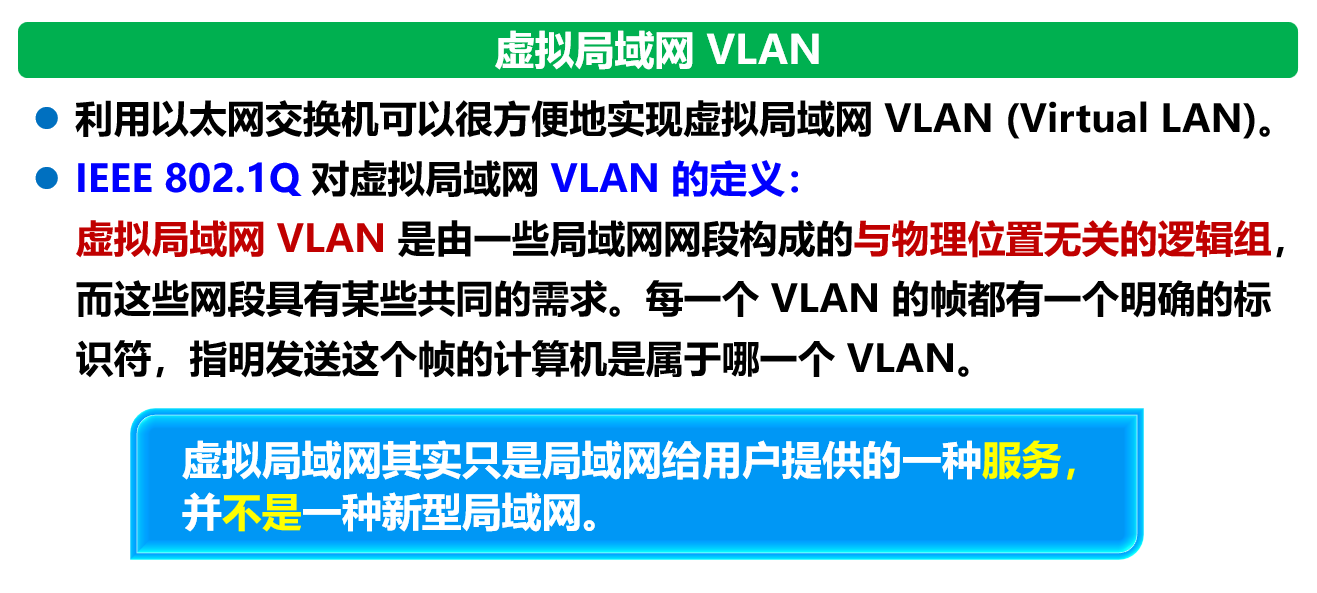 虚拟局域网 VLAN
利用以太网交换机可以很方便地实现虚拟局域网 VLAN (Virtual LAN)。
IEEE 802.1Q 对虚拟局域网 VLAN 的定义：
虚拟局域网 VLAN 是由一些局域网网段构成的与物理位置无关的逻辑组，
而这些网段具有某些共同的需求。每一个 VLAN 的帧都有一个明确的标
识符，指明发送这个帧的计算机是属于哪一个 VLAN。
虚拟局域网其实只是局域网给用户提供的一种服务，
并不是一种新型局域网。